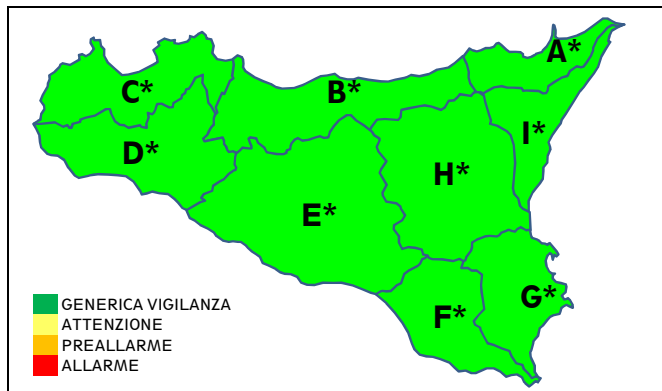 A*
C*
B*
I*
D*
H*
E*
G*
F*
GENERICA VIGILANZA
ATTENZIONE
PREALLARME
ALLARME